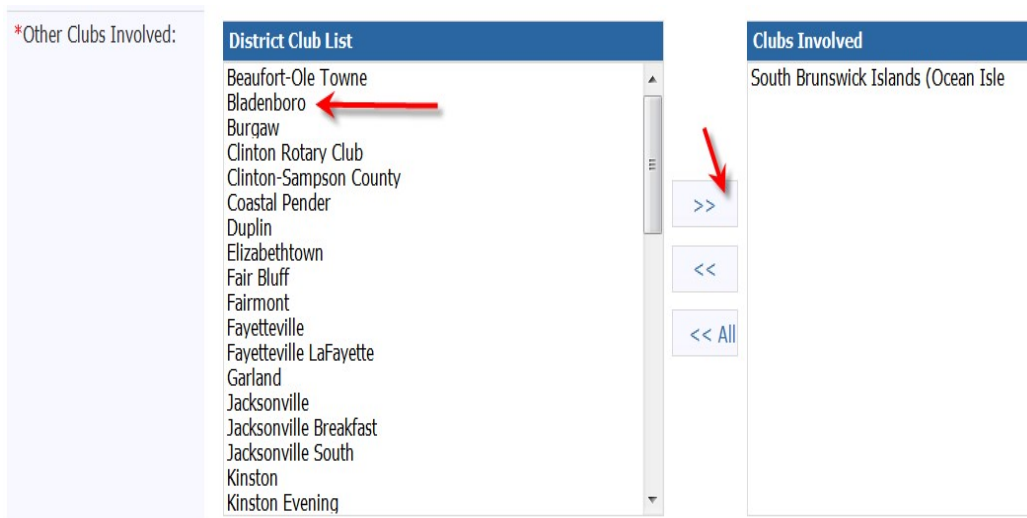 *Other Clubs Involved:
District Club List
Beaufort-Ole Towne
Bladenboro
Burgaw
Clinton Rotary Club
Clinton-Sampson County
Coastal Pender
Duplin
Elizabethtown
Fair Bluff
Fairmont
Fayetteville
Fayetteville LaFayette
Garland
Jacksonville
Jacksonville Breakfast
Jacksonville South
Kinston
Kinston Evening
>>
<<
<< All
Clubs Involved
South Brunswick Islands (Ocean Isle